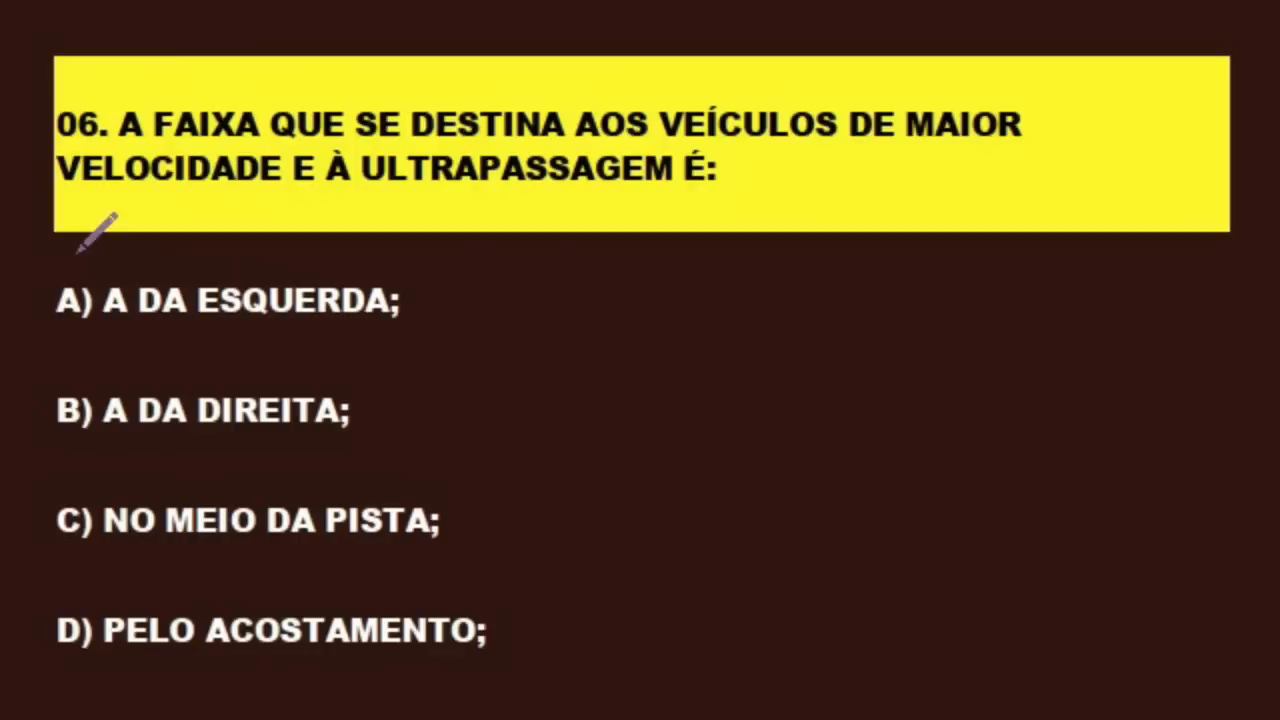 06. A FAIXA QUE SE DESTINA AOS VEÍCULOS DE MAIOR
VELOCIDADE E À ULTRAPASSAGEM É:
A) A DA ESQUERDA;
B) A DA DIREITA;
C) NO MEIO DA PISTA;
D) PELO ACOSTAMENTO;